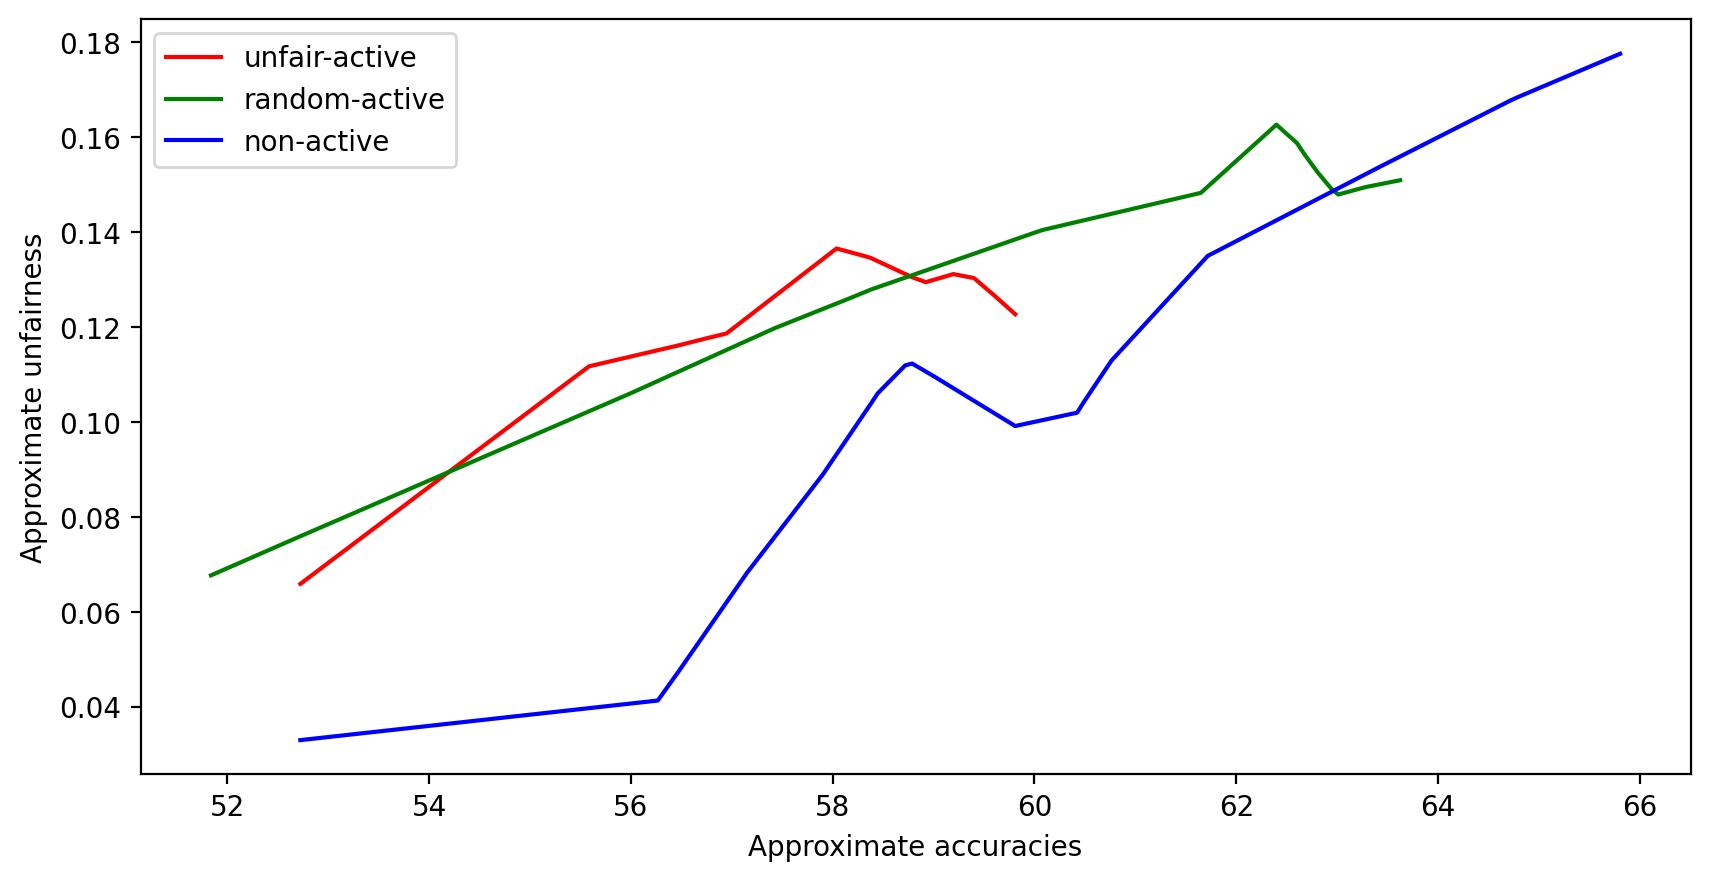 unfair-active
random-active
non-active
Approximate unfairness
0.18
0.16
0.14
0.12
0.10
0.08
0.06
0.04
52 54 56 58 60 62 64 66
Approximate accuracies